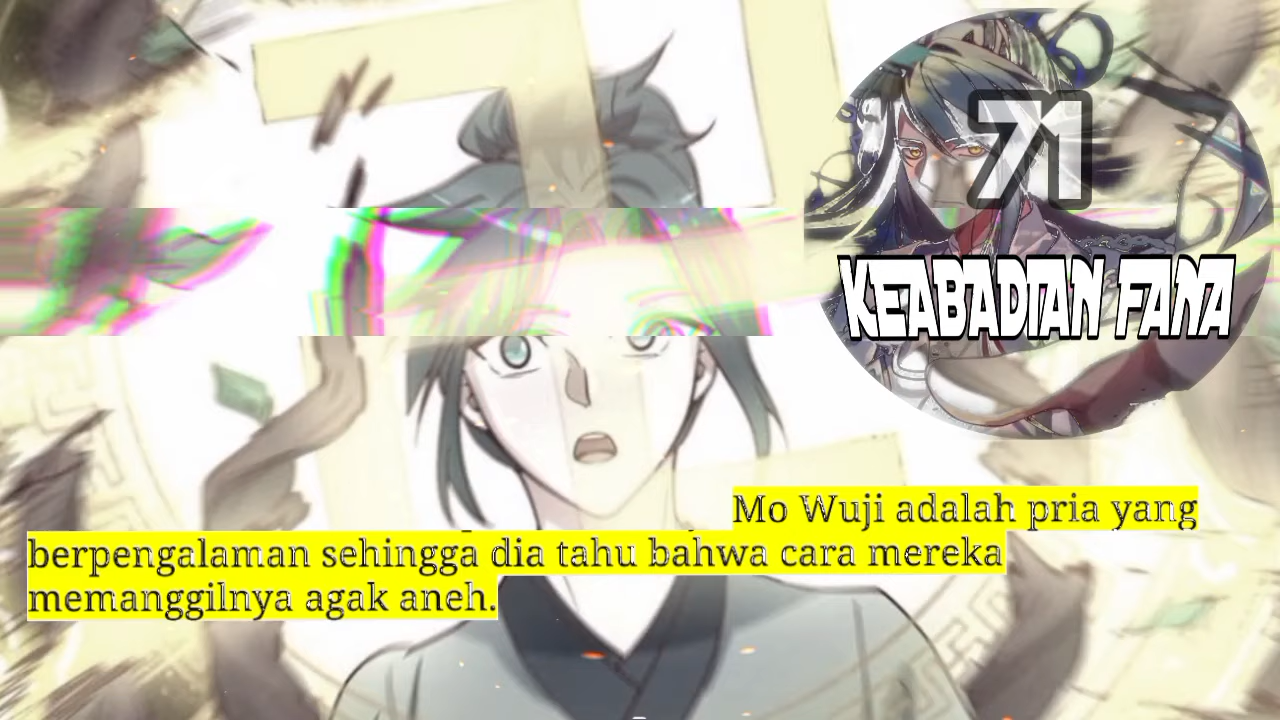 71
KEABADIAN FANA
Mo Wuji adalah pria yang
berpengalaman sehingga dia tahu bahwa cara mereka
memanggilnya agak aneh.